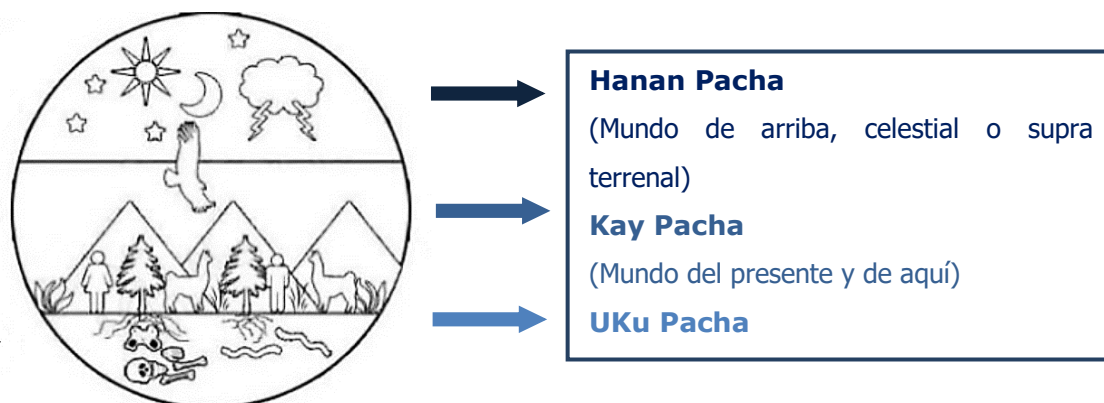 Hanan Pacha
(Mundo de arriba, celestial o supra
terrenal)
Kay Pacha
(Mundo del presente y de aquí)
UKu Pacha